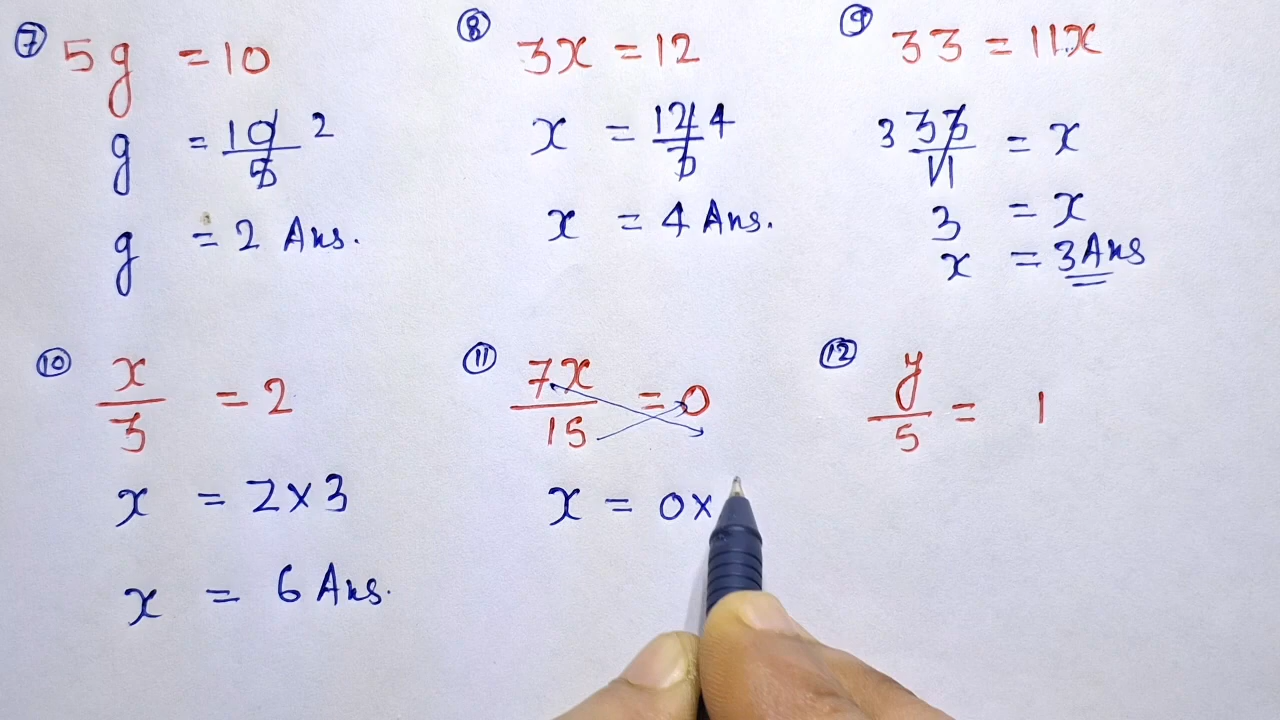 ⑦ 5g = 10
g = 10/5 2
g = 2 Ans.
⑧ 3x = 12
x = 12/3 4
x = 4 Ans.
⑨ 33 = 11x
3 33/11 = x
3 = x
x = 3 Ans
⑩ x/3 = 2
x = 2×3
x = 6 Ans.
⑪ 7x/15 = 0
x = 0×
⑫ y/5 = 1